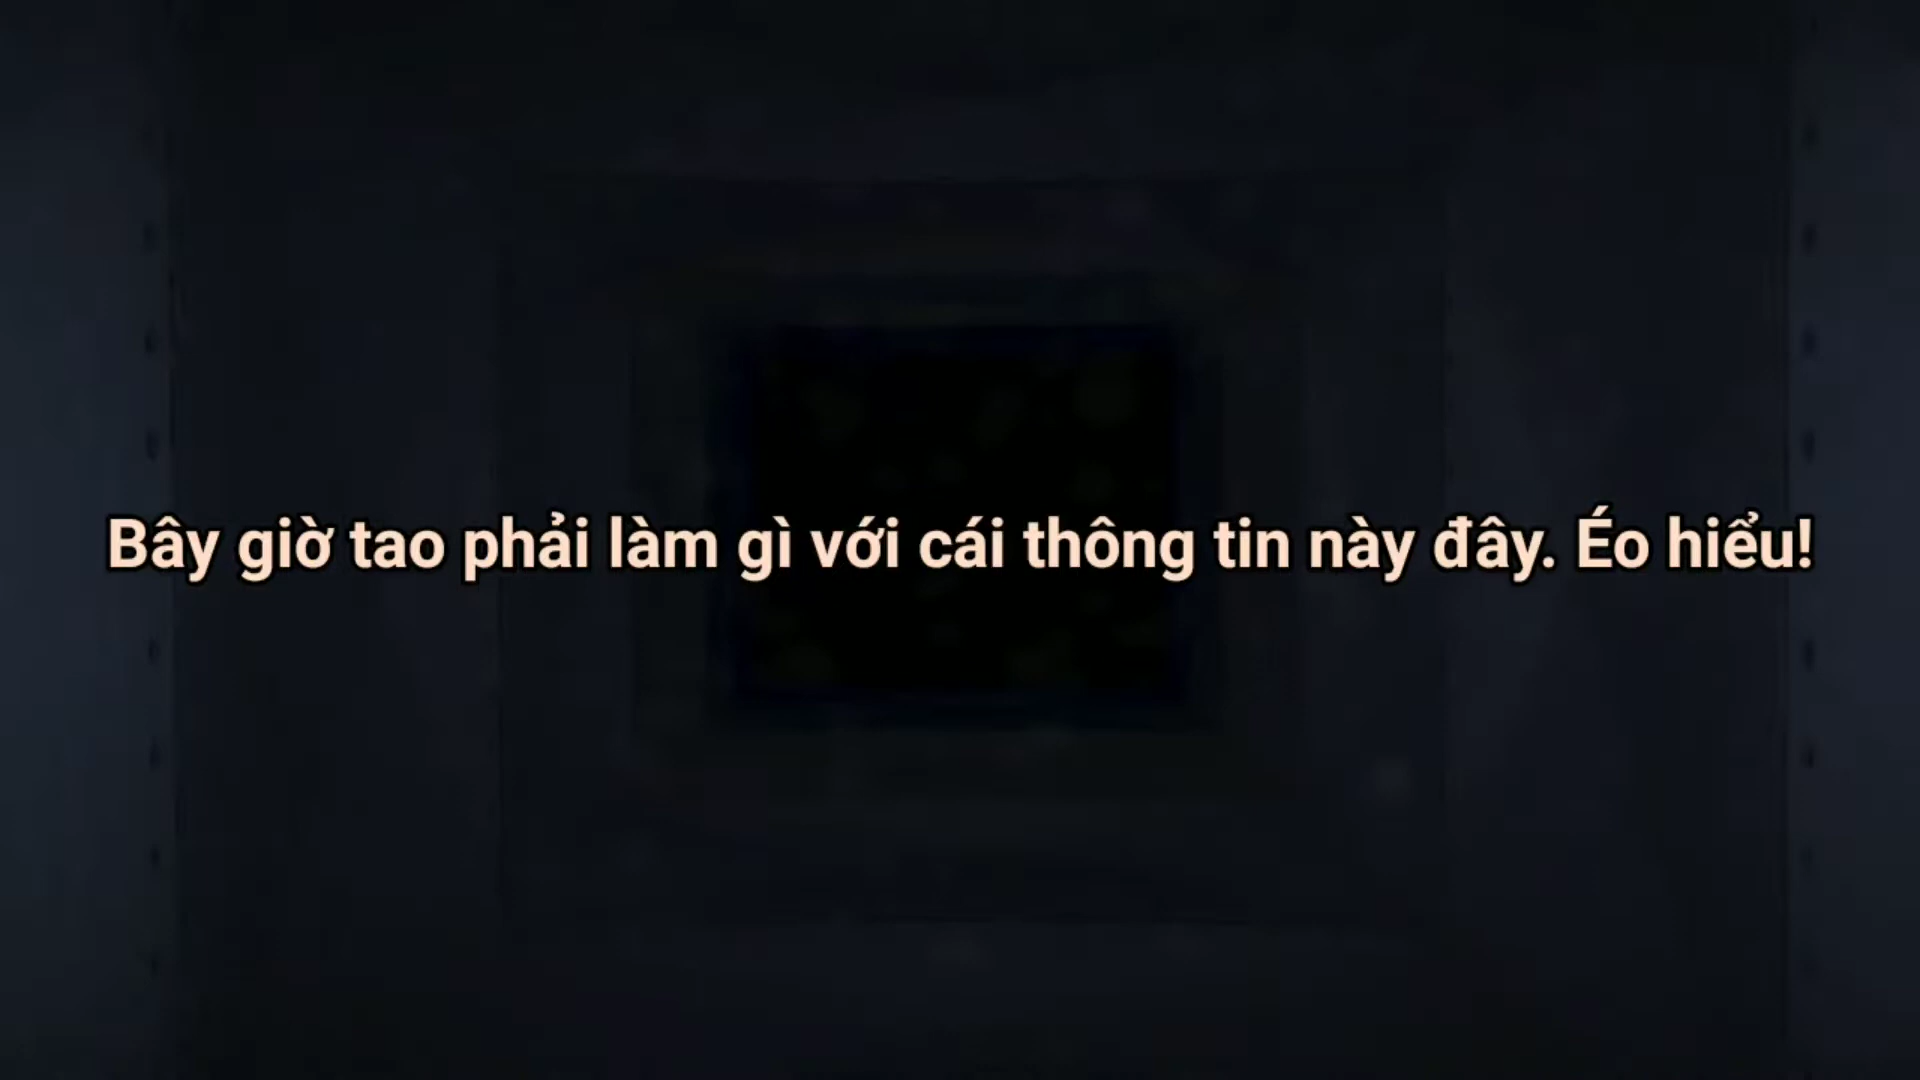 Bây giờ tao phải làm gì với cái thông tin này đây. Éo hiểu!